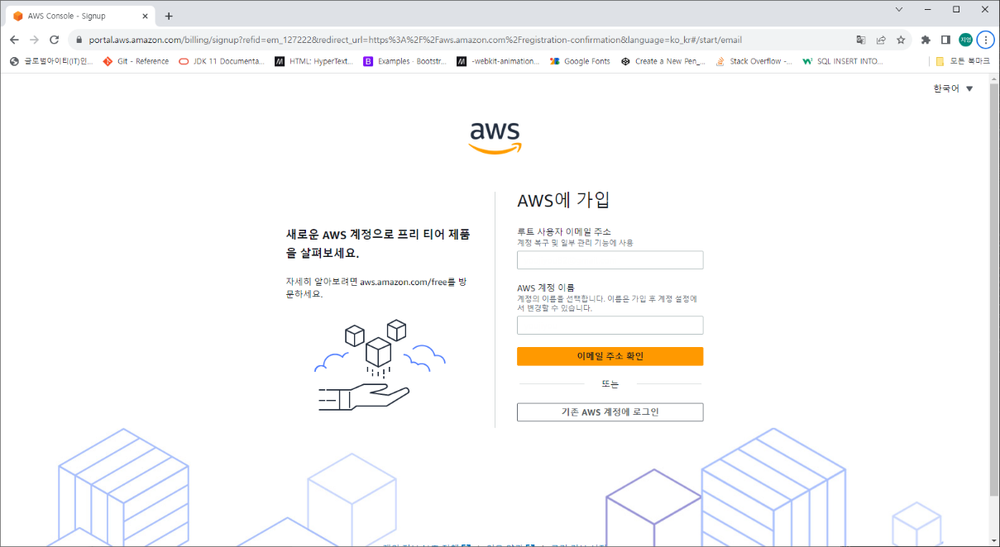 AWS Console - Signup
portal.aws.amazon.com/billing/signup?refid=em_127222&redirect_url=https%3A%2F%2Faws.amazon.com%2Fregistration-confirmation&language=ko_kr#/start/email
지영
글로벌아이티(IT)인...
Git - Reference
JDK 11 Documenta...
HTML: HyperText...
Examples · Bootstr...
-webkit-animation...
Google Fonts
Create a New Pen_...
Stack Overflow -...
SQL INSERT INTO...
모든 북마크
한국어
aws
AWS에 가입
새로운 AWS 계정으로 프리 티어 제품
을 살펴보세요.
자세히 알아보려면 aws.amazon.com/free를 방
문하세요.
루트 사용자 이메일 주소
계정 복구 및 일부 관리 기능에 사용
AWS 계정 이름
계정의 이름을 선택합니다. 이름은 가입 후 계정 설정에
서 변경할 수 있습니다.
이메일 주소 확인
또는
기존 AWS 계정에 로그인